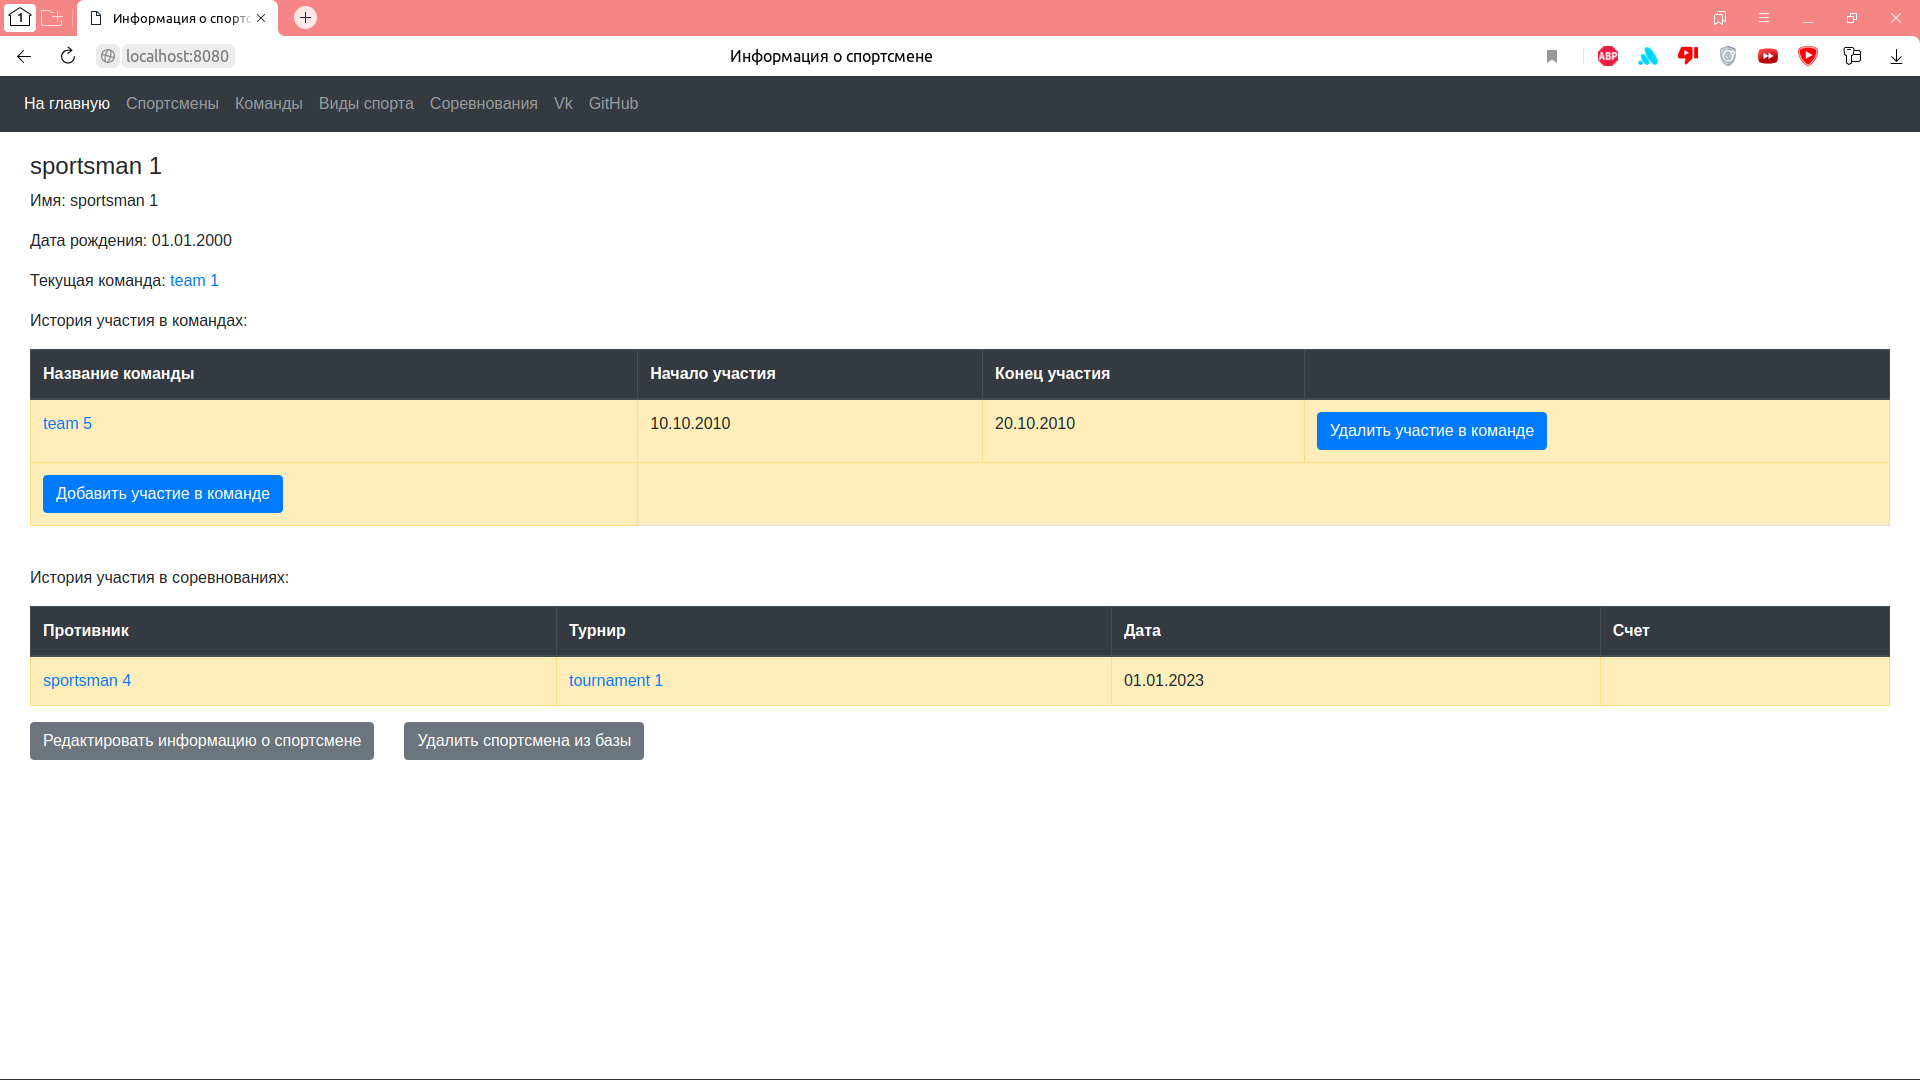 1
Информация о спортс
localhost:8080
Информация о спортсмене
ABP
На главную Спортсмены Команды Виды спорта Соревнования Vk GitHub
sportsman 1
Имя: sportsman 1
Дата рождения: 01.01.2000
Текущая команда: team 1
История участия в командах:
Название команды Начало участия Конец участия
team 5 10.10.2010 20.10.2010 Удалить участие в команде
Добавить участие в команде
История участия в соревнованиях:
Противник Турнир Дата Счет
sportsman 4 tournament 1 01.01.2023
Редактировать информацию о спортсмене Удалить спортсмена из базы